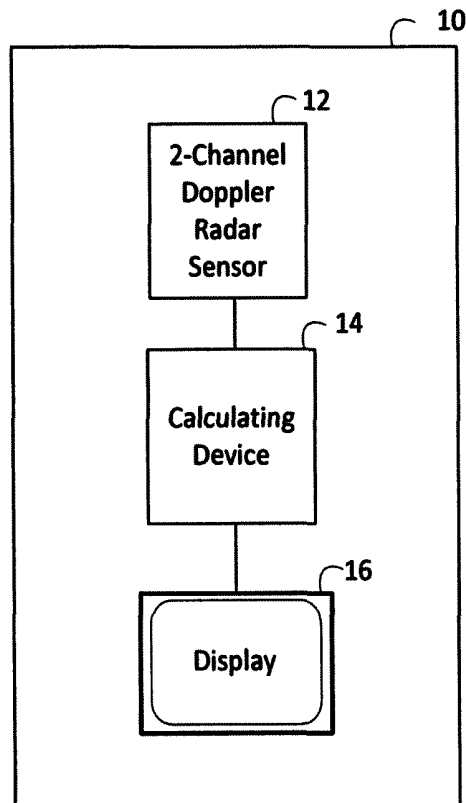 10
12
2-Channel
Doppler
Radar
Sensor
14
Calculating
Device
16
Display